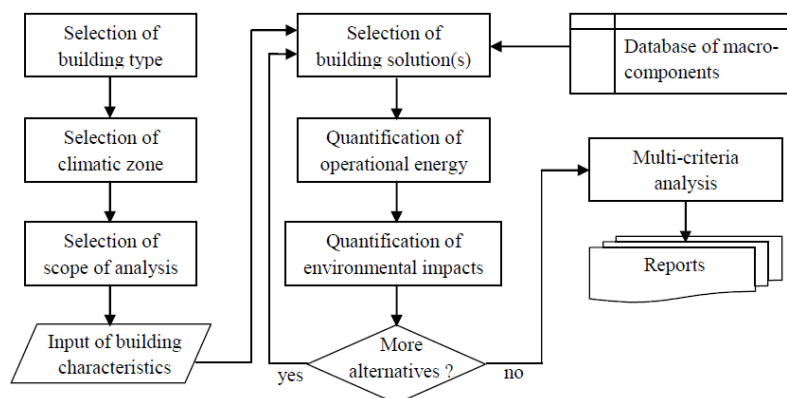 Selection of
building type
Selection of
climatic zone
Selection of
scope of analysis
Input of building
characteristics
Selection of
building solution(s)
Quantification of
operational energy
Quantification of
environmental impacts
More
alternatives ?
yes
no
Database of macro-
components
Multi-criteria
analysis
Reports